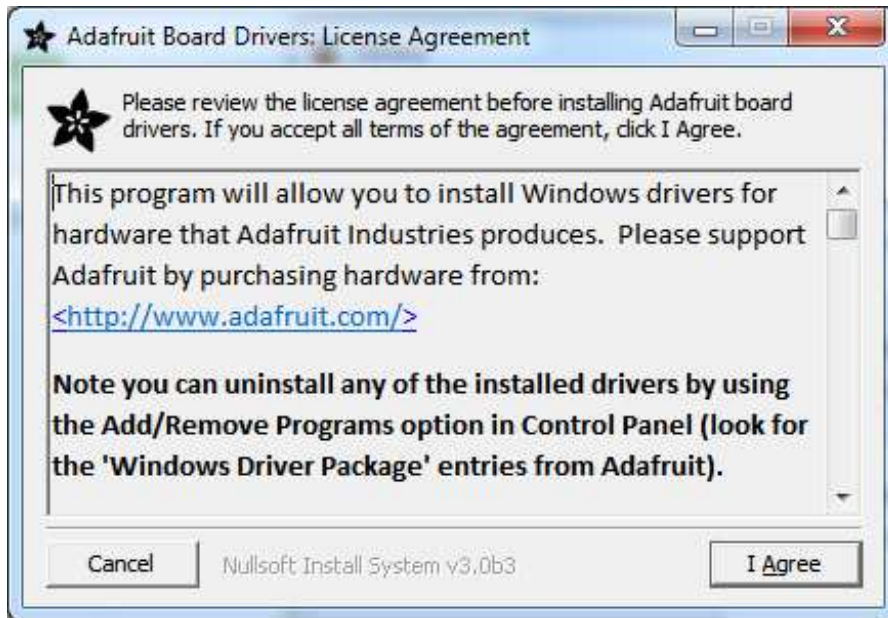 Adafruit Board Drivers: License Agreement
Please review the license agreement before installing Adafruit board
drivers. If you accept all terms of the agreement, click I Agree.
This program will allow you to install Windows drivers for
hardware that Adafruit Industries produces.  Please support
Adafruit by purchasing hardware from:
<http://www.adafruit.com/>
Note you can uninstall any of the installed drivers by using
the Add/Remove Programs option in Control Panel (look for
the 'Windows Driver Package' entries from Adafruit).
Cancel Nullsoft Install System v3.0b3 I Agree